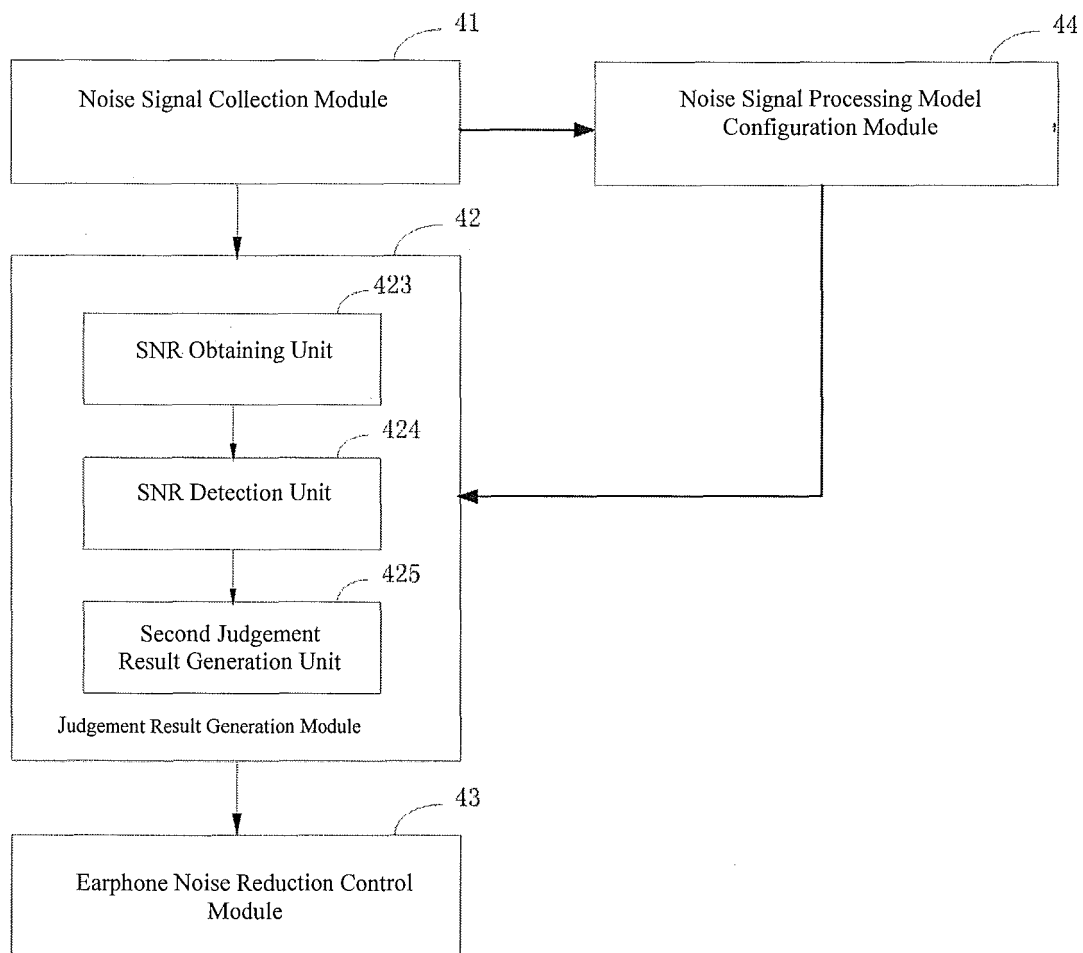 41
Noise Signal Collection Module
44
Noise Signal Processing Model
Configuration Module
42
423
SNR Obtaining Unit
424
SNR Detection Unit
425
Second Judgement
Result Generation Unit
Judgement Result Generation Module
43
Earphone Noise Reduction Control
Module